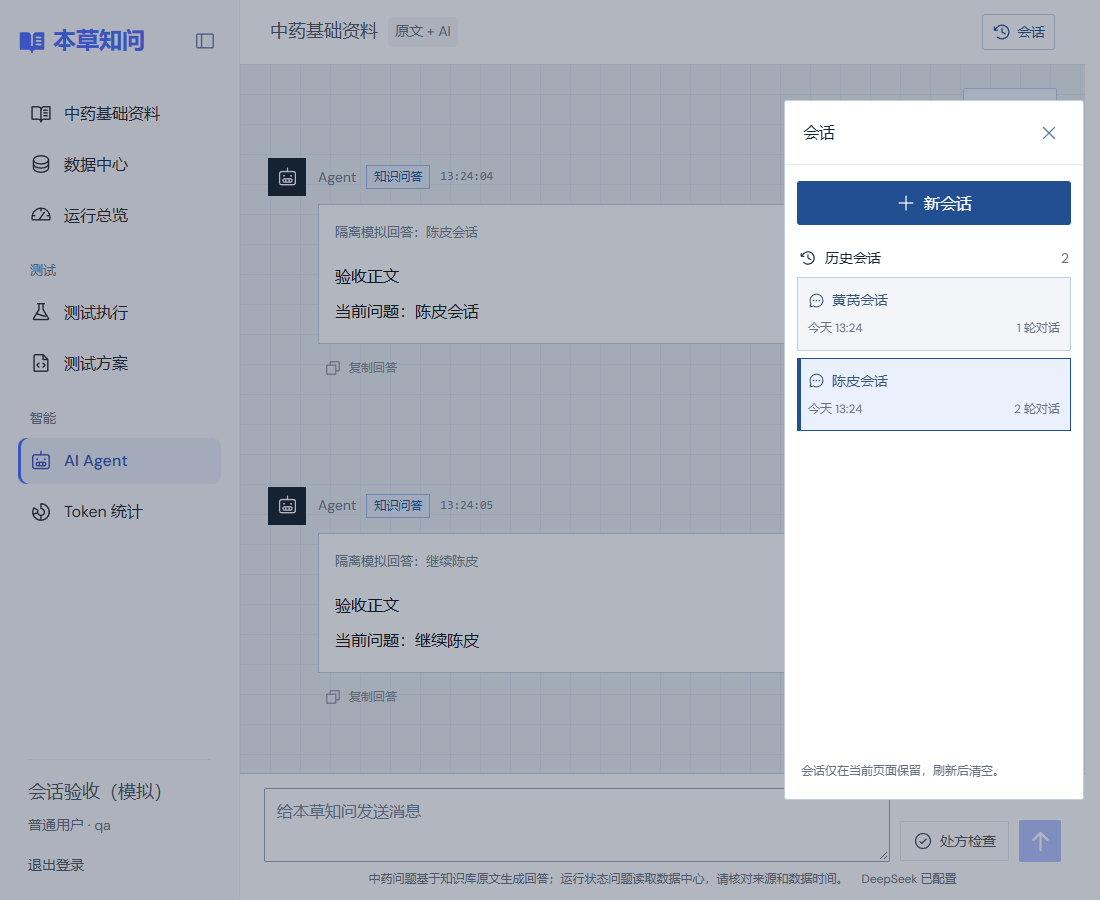 本草知问
中药基础资料
数据中心
运行总览
测试
测试执行
测试方案
智能
AI Agent
Token 统计
会话验收（模拟）
普通用户 · qa
退出登录
中药基础资料
原文 + AI
会话
Agent
知识问答
13:24:04
隔离模拟回答：陈皮会话
验收正文
当前问题：陈皮会话
复制回答
Agent
知识问答
13:24:05
隔离模拟回答：继续陈皮
验收正文
当前问题：继续陈皮
复制回答
给本草知问发送消息
处方检查
中药问题基于知识库原文生成回答；运行状态问题读取数据中心，请核对来源和数据时间。
DeepSeek 已配置
会话
新会话
历史会话
2
黄芪会话
今天 13:24
1 轮对话
陈皮会话
今天 13:24
2 轮对话
会话仅在当前页面保留，刷新后清空。